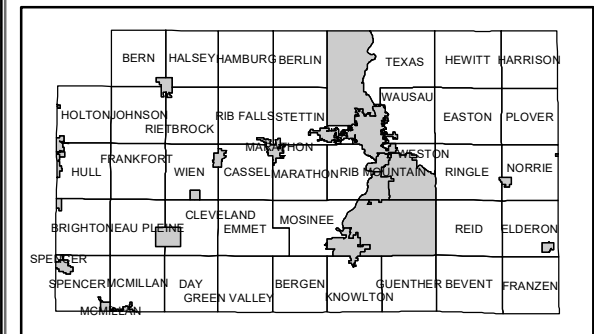 BERN HALSEY HAMBURG BERLIN TEXAS HEWITT HARRISON
WAUSAU
HOLTON JOHNSON RIB FALLS STETTIN EASTON PLOVER
RIETBROCK
MARATHON WESTON
FRANKFORT
HULL WIEN CASSEL MARATHON RIB MOUNTAIN RINGLE NORRIE
CLEVELAND MOSINEE
BRIGHTON EAU PLEINE EMMET REID ELDERON
SPENCER
SPENCER MCMILLAN DAY BERGEN GUENTHER BEVENT FRANZEN
GREEN VALLEY KNOWLTON
MCMILLAN